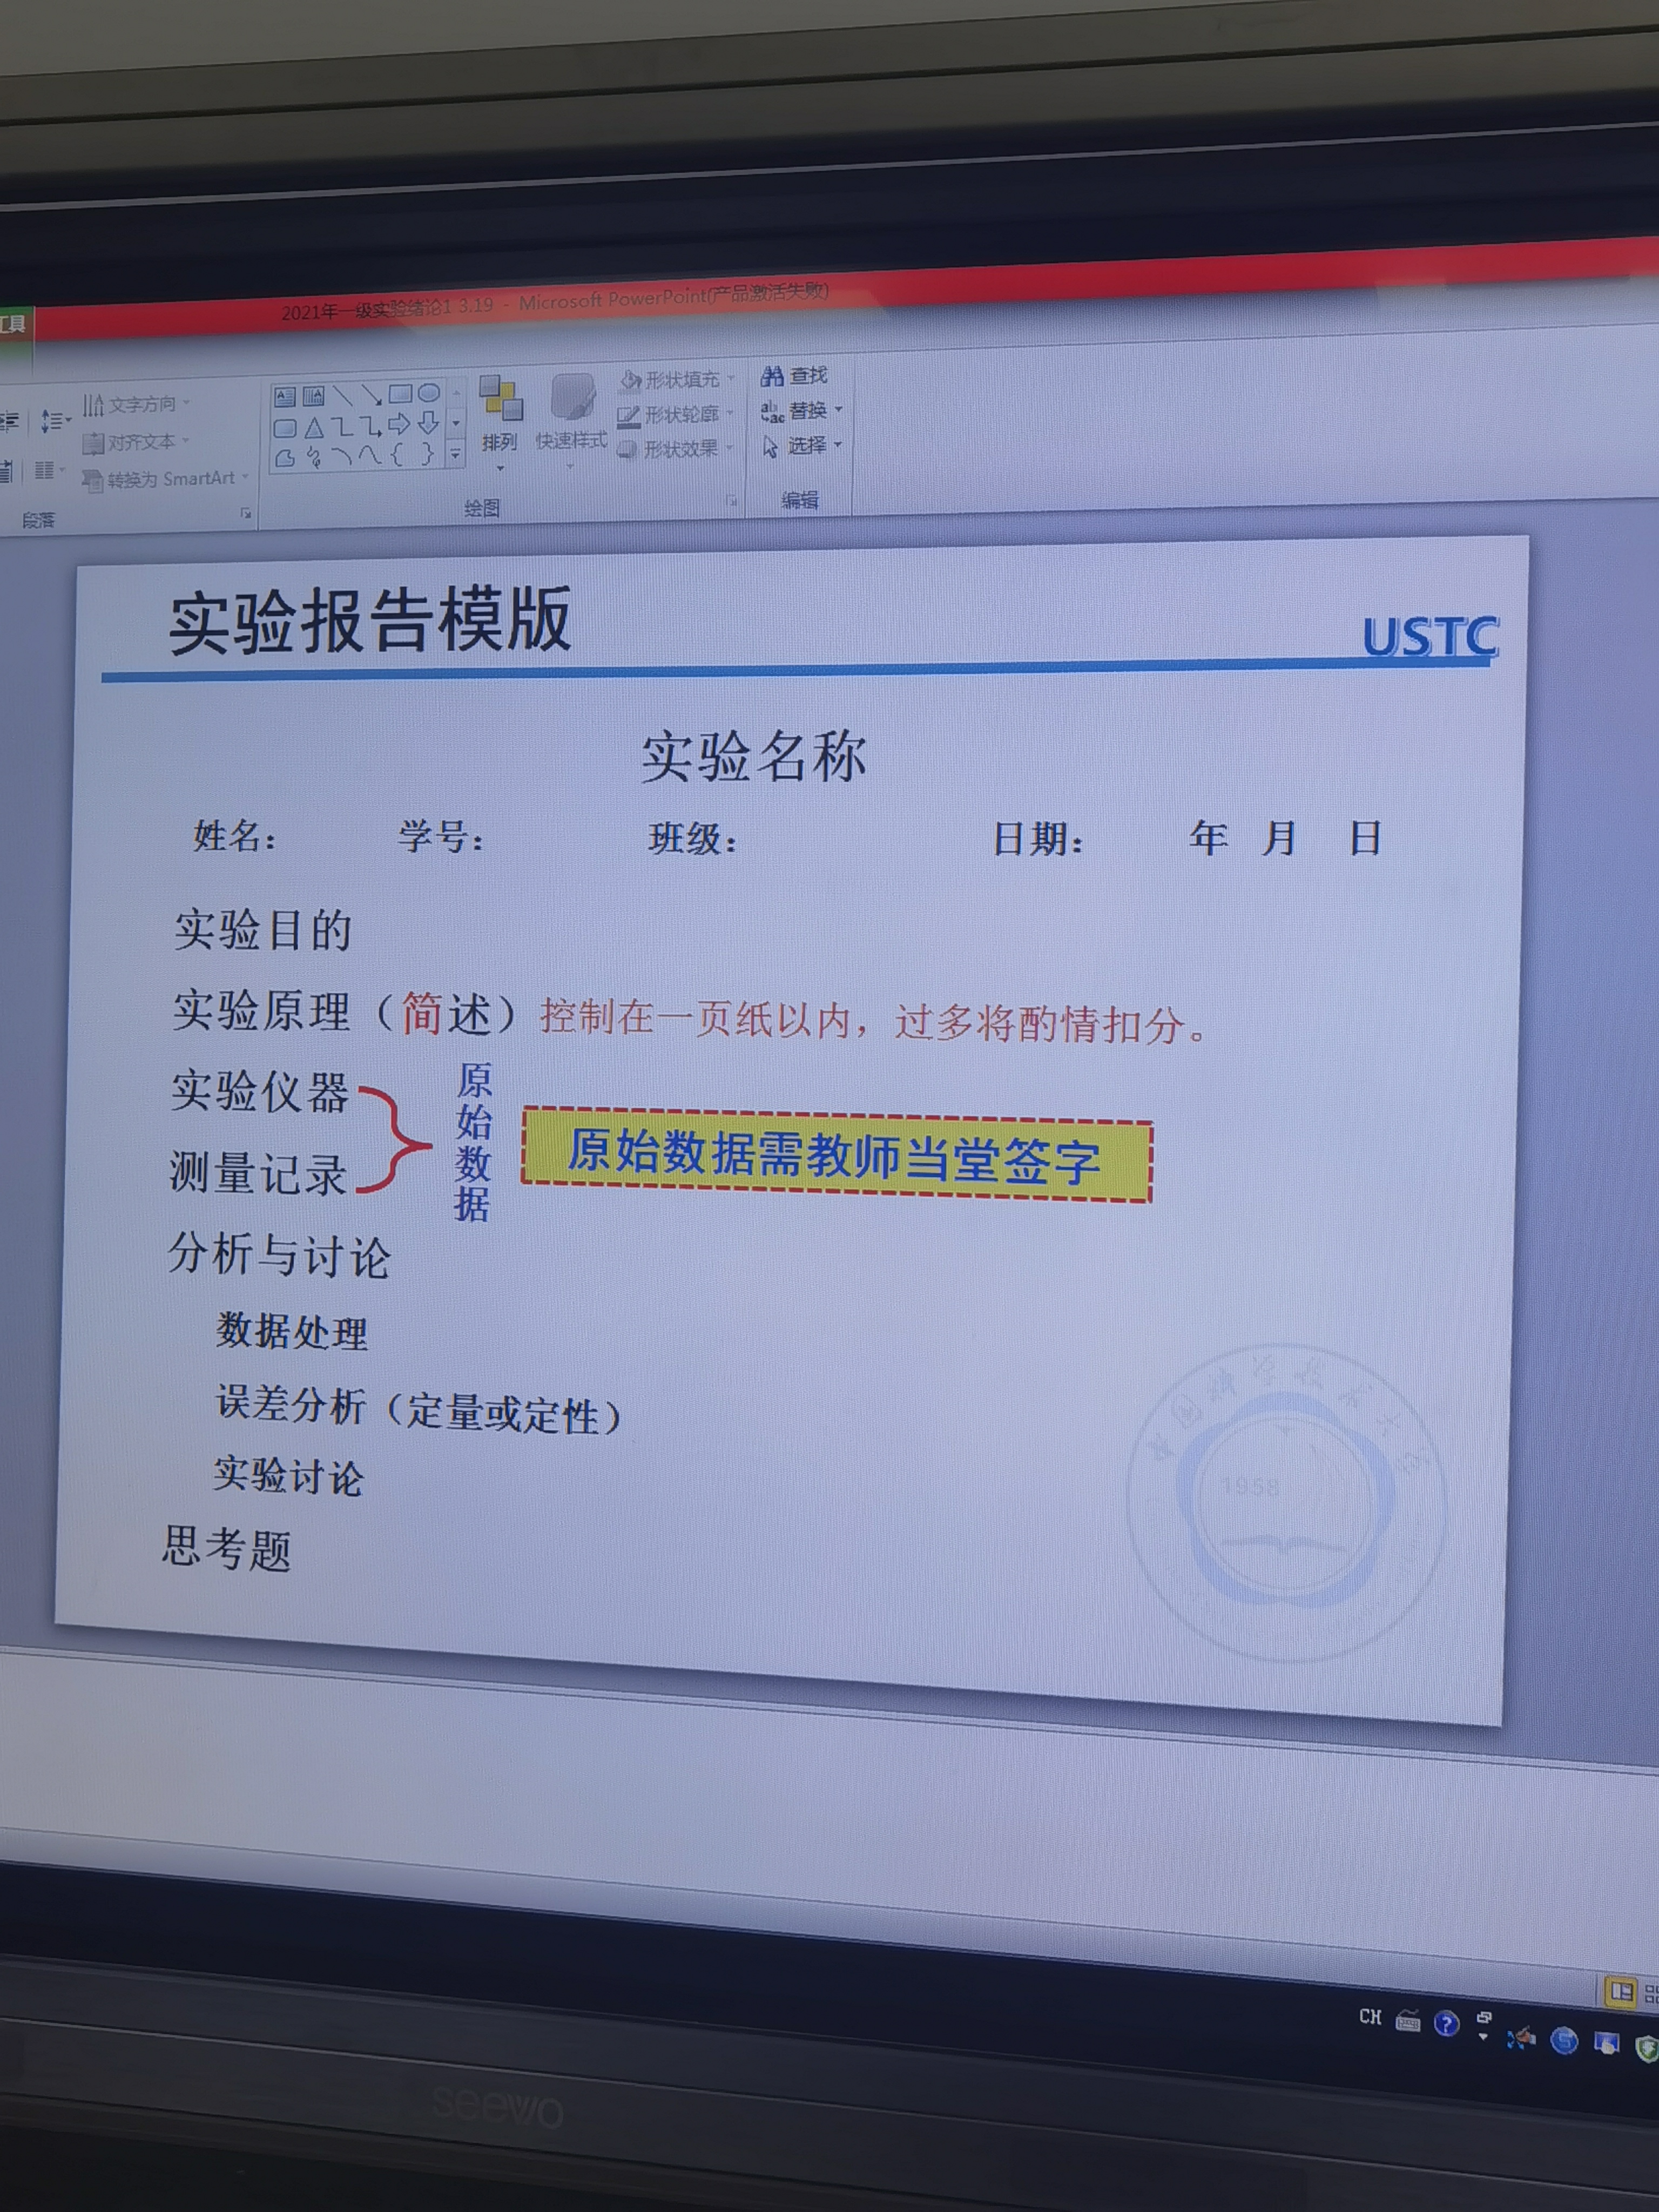 工具
2021年一级实验绪论1 3.19 - Microsoft PowerPoint(产品激活失败)
文字方向
对齐文本
转换为 SmartArt
段落
排列
快速样式
形状填充
形状轮廓
形状效果
绘图
查找
替换
选择
编辑
实验报告模版
USTC
实验名称
姓名： 学号： 班级： 日期： 年 月 日
实验目的
实验原理（简述）控制在一页纸以内，过多将酌情扣分。
实验仪器
测量记录
原始数据
原始数据需教师当堂签字
分析与讨论
数据处理
误差分析（定量或定性）
实验讨论
思考题
中国科学技术大学
1958
CH
seewo